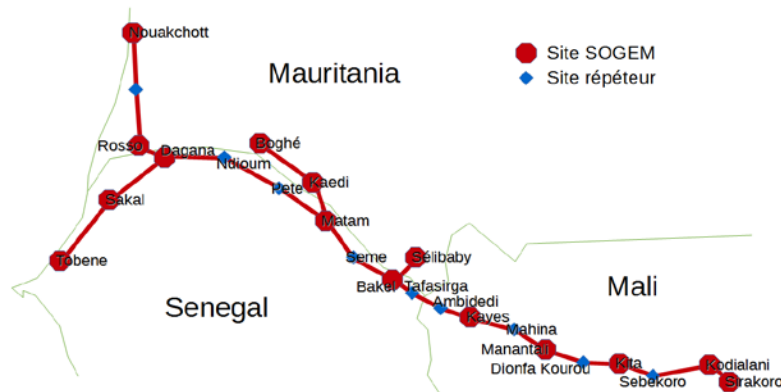 Nouakchott
Site SOGEM
Mauritania
Site répéteur
Rosso
Dagana
Boghé
Ndioum
Kaedi
Pete
Sakal
Matam
Tobene
Seme
Sélibaby
Bakel
Tafasirga
Senegal
Mali
Ambidedi
Kayes
Mahina
Manantali
Dionfa Kourou
Kita
Kodialani
Sebekoro
Sirakoro